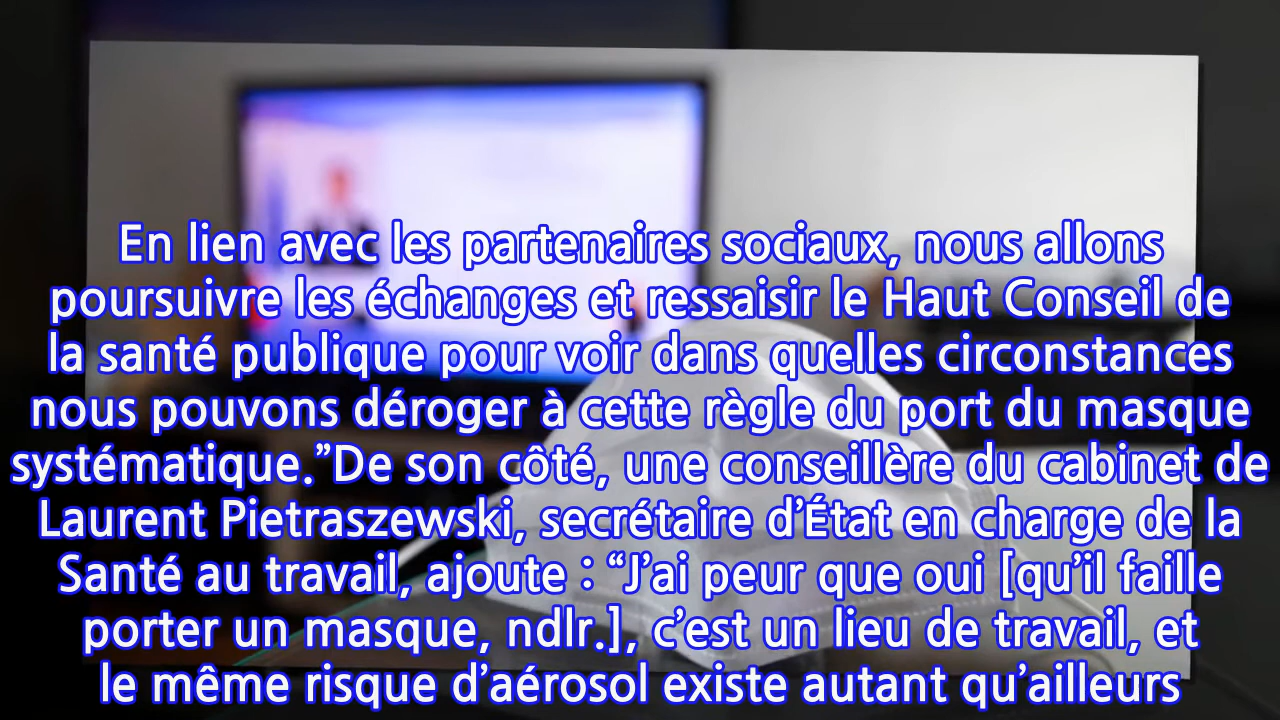 En lien avec les partenaires sociaux, nous allons
poursuivre les échanges et ressaisir le Haut Conseil de
la santé publique pour voir dans quelles circonstances
nous pouvons déroger à cette règle du port du masque
systématique.”De son côté, une conseillère du cabinet de
Laurent Pietraszewski, secrétaire d’État en charge de la
Santé au travail, ajoute : “J’ai peur que oui [qu’il faille
porter un masque, ndlr.], c’est un lieu de travail, et
le même risque d’aérosol existe autant qu’ailleurs